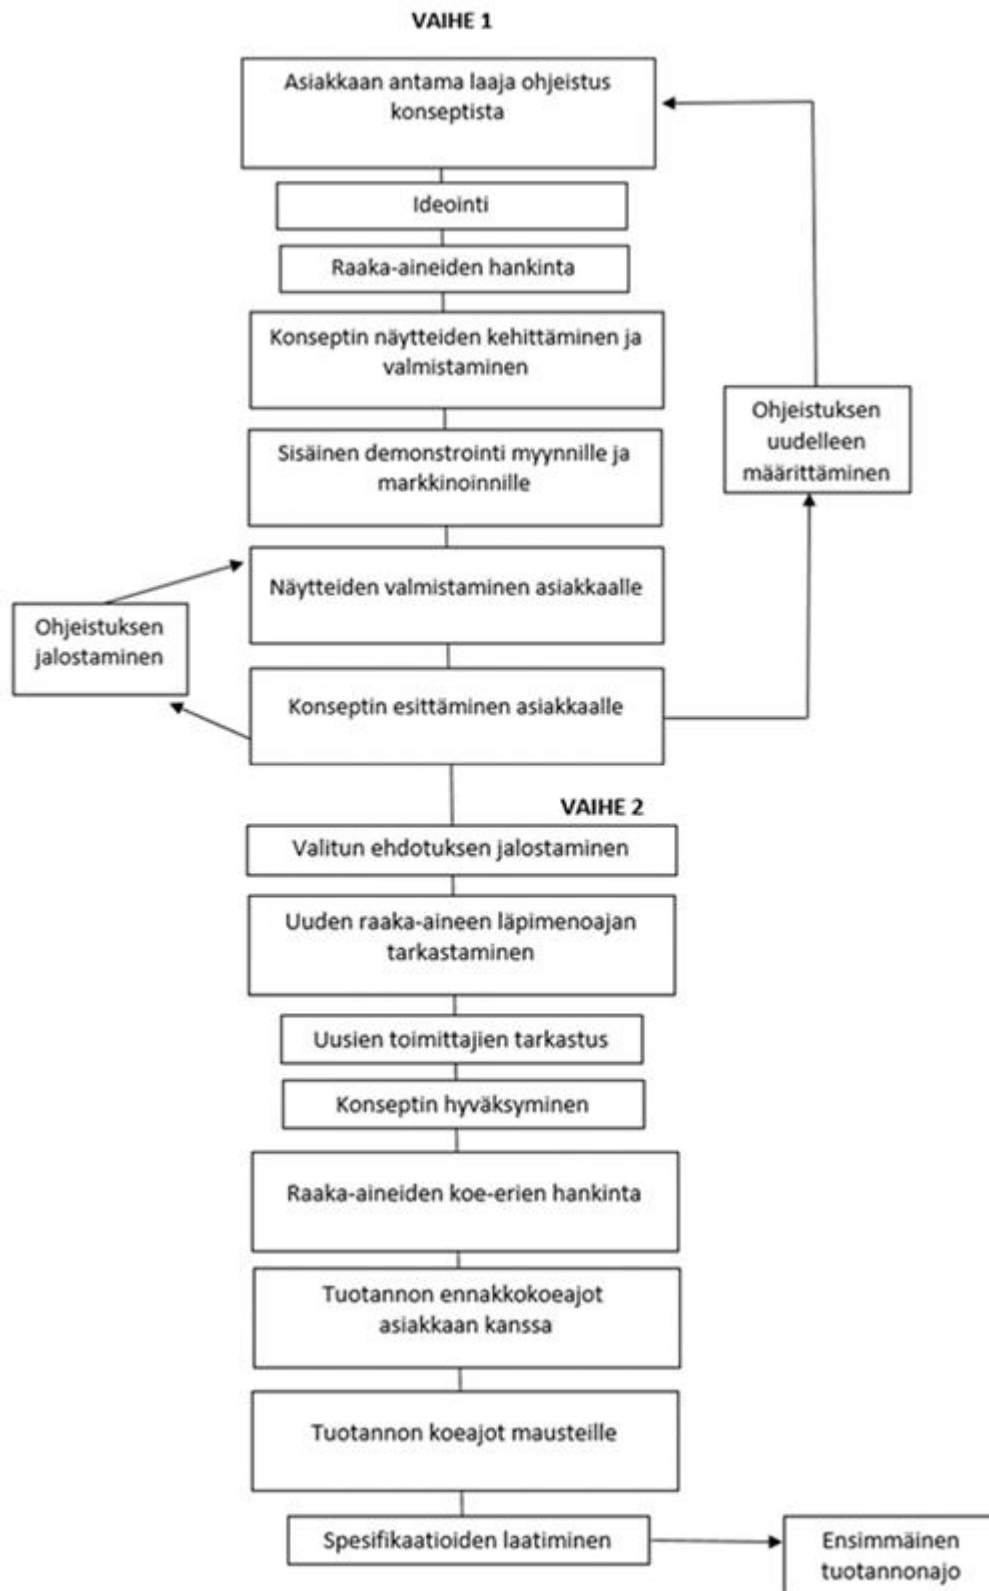 VAIHE 1
Asiakkaan antama laaja ohjeistus
konseptista
Ideointi
Raaka-aineiden hankinta
Konseptin näytteiden kehittäminen ja
valmistaminen
Ohjeistuksen
uudelleen
määrittäminen
Sisäinen demonstrointi myynnille ja
markkinoinnille
Näytteiden valmistaminen asiakkaalle
Ohjeistuksen
jalostaminen
Konseptin esittäminen asiakkaalle
VAIHE 2
Valitun ehdotuksen jalostaminen
Uuden raaka-aineen läpimenoajan
tarkastaminen
Uusien toimittajien tarkastus
Konseptin hyväksyminen
Raaka-aineiden koe-erien hankinta
Tuotannon ennakkokoeajot
asiakkaan kanssa
Tuotannon koeajot mausteille
Spesifikaatioiden laatiminen
Ensimmäinen
tuotannonajo